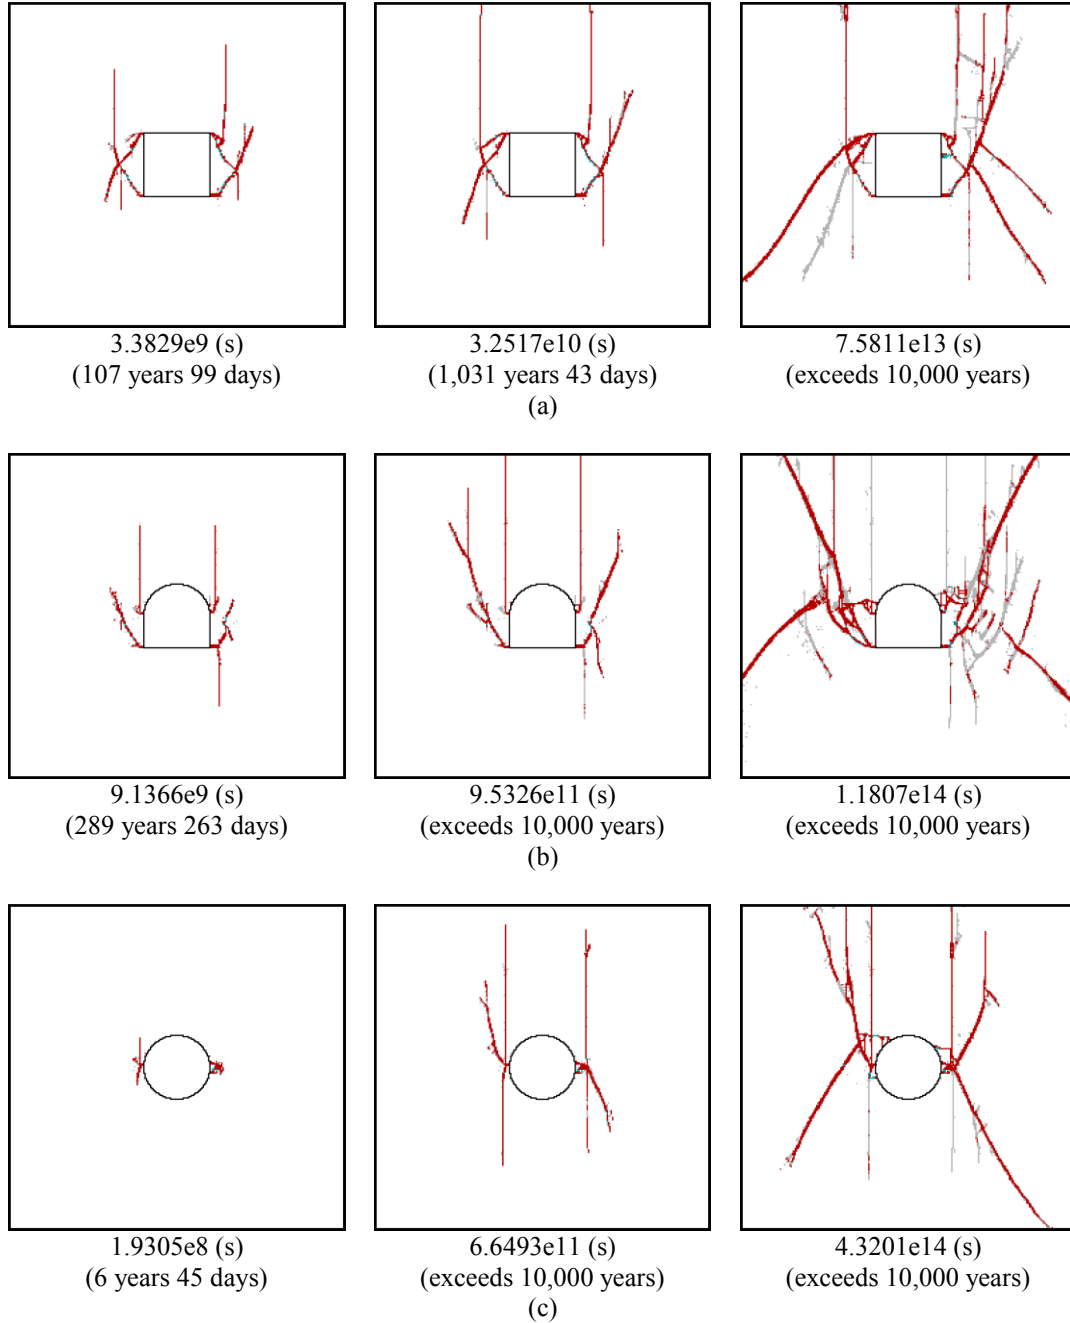 3.3829e9 (s)
(107 years 99 days)
3.2517e10 (s)
(1,031 years 43 days)
7.5811e13 (s)
(exceeds 10,000 years)
(a)
9.1366e9 (s)
(289 years 263 days)
9.5326e11 (s)
(exceeds 10,000 years)
1.1807e14 (s)
(exceeds 10,000 years)
(b)
1.9305e8 (s)
(6 years 45 days)
6.6493e11 (s)
(exceeds 10,000 years)
4.3201e14 (s)
(exceeds 10,000 years)
(c)